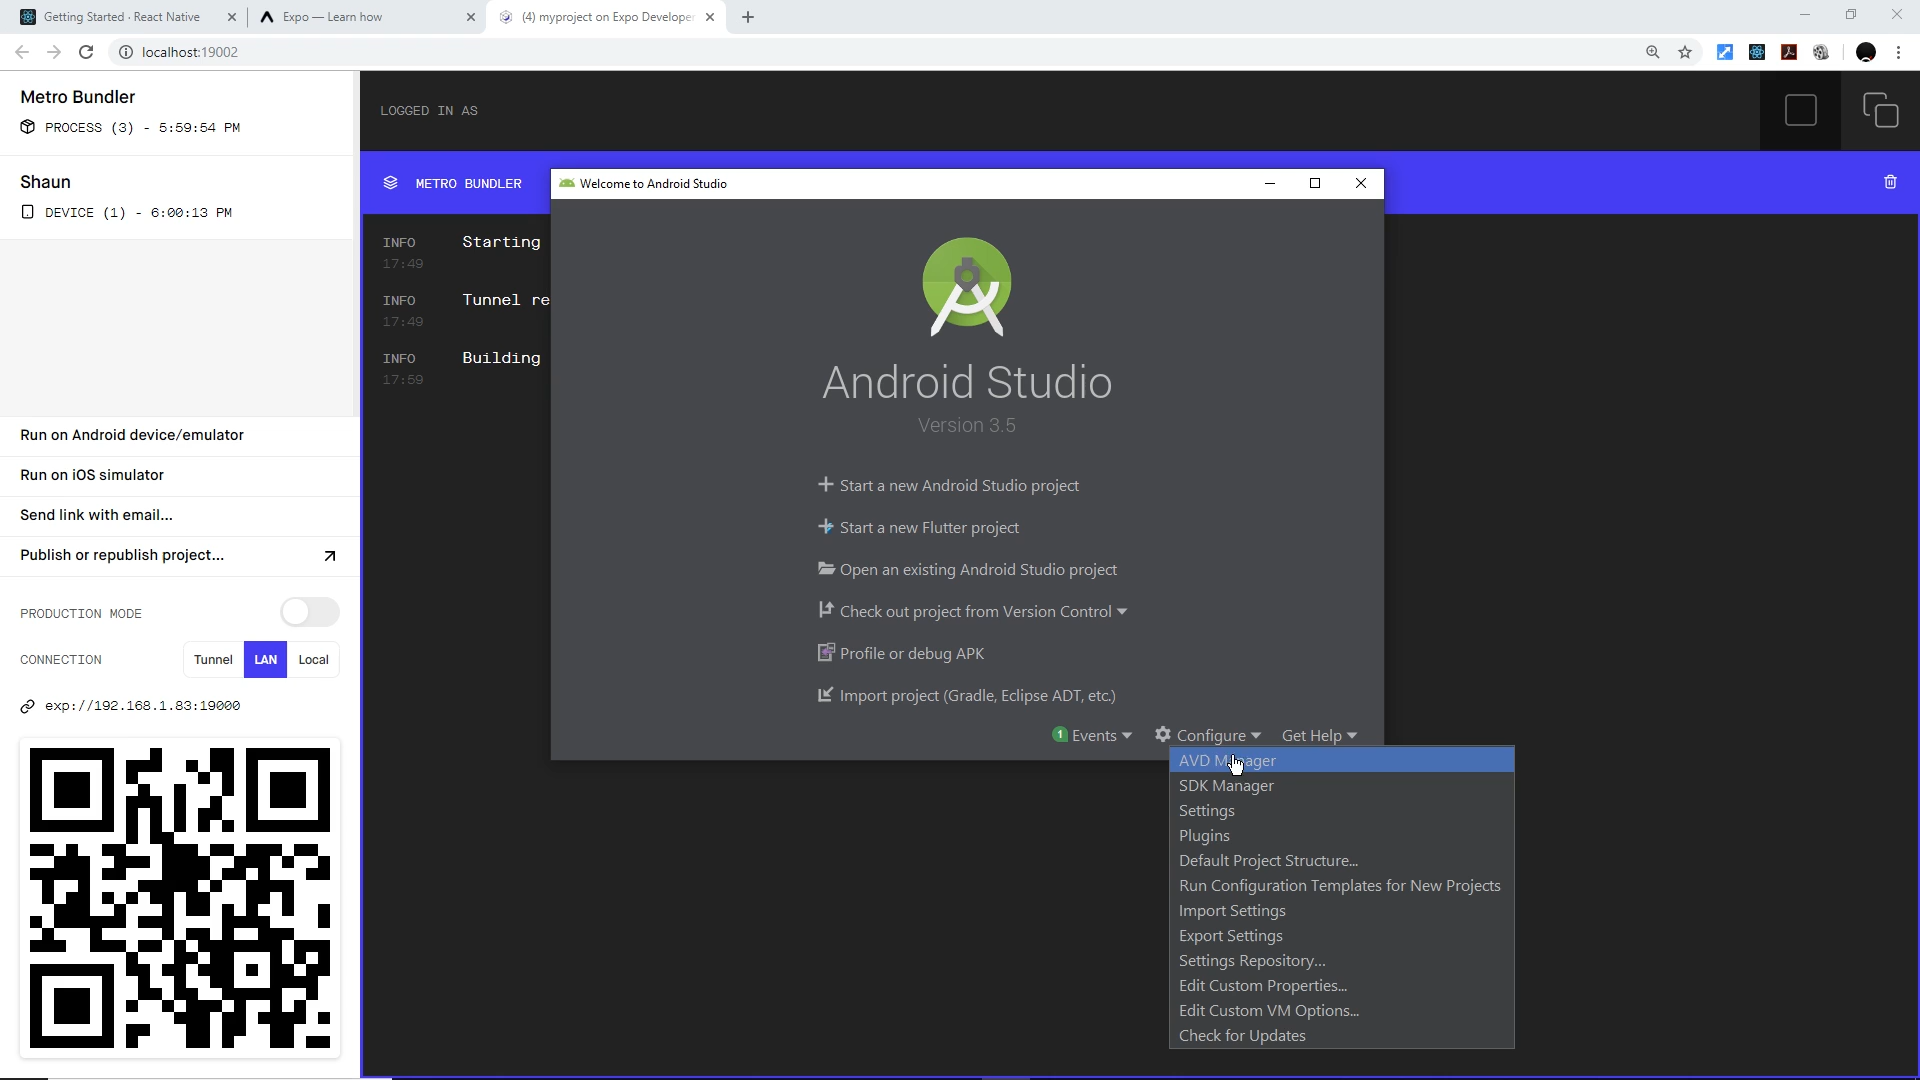 Getting Started · React Native
Expo — Learn how
(4) myproject on Expo Developer
localhost:19002
Metro Bundler
PROCESS (3) - 5:59:54 PM
Shaun
DEVICE (1) - 6:00:13 PM
LOGGED IN AS
METRO BUNDLER
INFO Starting
17:49
INFO Tunnel re
17:49
INFO Building
17:59
Run on Android device/emulator
Run on iOS simulator
Send link with email...
Publish or republish project...
PRODUCTION MODE
CONNECTION Tunnel LAN Local
exp://192.168.1.83:19000
Welcome to Android Studio
Android Studio
Version 3.5
Start a new Android Studio project
Start a new Flutter project
Open an existing Android Studio project
Check out project from Version Control
Profile or debug APK
Import project (Gradle, Eclipse ADT, etc.)
1 Events Configure Get Help
AVD Manager
SDK Manager
Settings
Plugins
Default Project Structure...
Run Configuration Templates for New Projects
Import Settings
Export Settings
Settings Repository...
Edit Custom Properties...
Edit Custom VM Options...
Check for Updates